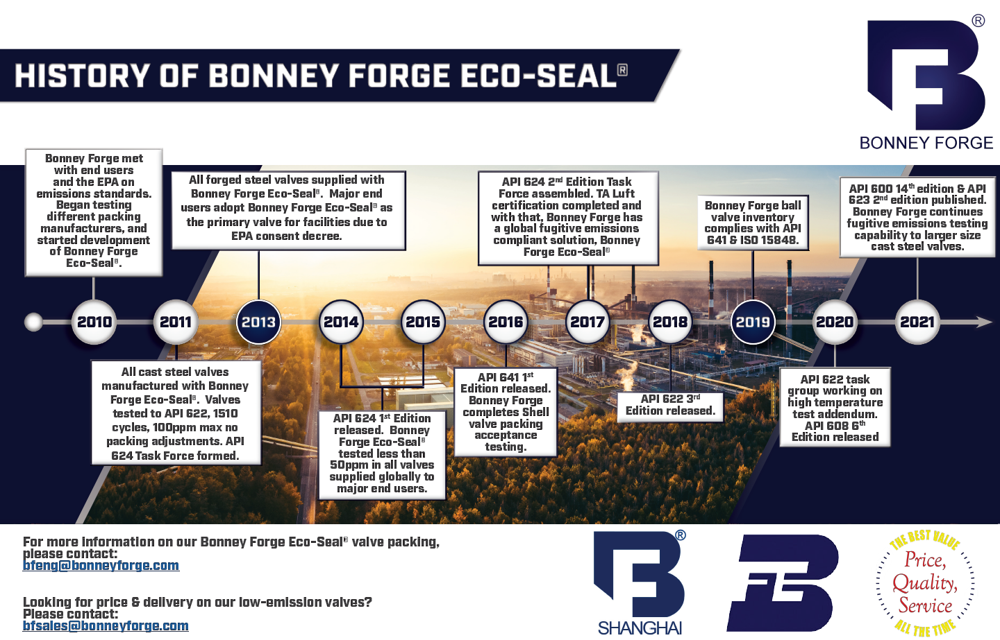 HISTORY OF BONNEY FORGE ECO-SEAL®
®
BONNEY FORGE
Bonney Forge met
with end users
and the EPA on
emissions standards.
Began testing
different packing
manufacturers, and
started development
of Bonney Forge
Eco-Seal®.
All forged steel valves supplied with
Bonney Forge Eco-Seal®.  Major end
users adopt Bonney Forge Eco-Seal® as
the primary valve for facilities due to
EPA consent decree.
API 624 2nd Edition Task
Force assembled. TA Luft
certification completed and
with that, Bonney Forge has
a global fugitive emissions
compliant solution, Bonney
Forge Eco-Seal®
Bonney Forge ball
valve inventory
complies with API
641 & ISO 15848.
API 600 14th edition & API
623 2nd edition published.
Bonney Forge continues
fugitive emissions testing
capability to larger size
cast steel valves.
2010
2011
2013
2014
2015
2016
2017
2018
2019
2020
2021
All cast steel valves
manufactured with Bonney
Forge Eco-Seal®.  Valves
tested to API 622, 1510
cycles, 100ppm max no
packing adjustments. API
624 Task Force formed.
API 624 1st Edition
released.  Bonney
Forge Eco-Seal®
tested less than
50ppm in all valves
supplied globally to
major end users.
API 641 1st
Edition released.
Bonney Forge
completes Shell
valve packing
acceptance
testing.
API 622 3rd
Edition released.
API 622 task
group working on
high temperature
test addendum.
API 608 6th
Edition released
For more information on our Bonney Forge Eco-Seal® valve packing,
please contact:
bfeng@bonneyforge.com
Looking for price & delivery on our low-emission valves?
Please contact:
bfsales@bonneyforge.com
®
SHANGHAI
THE BEST VALUE
Price,
Quality,
Service
ALL THE TIME